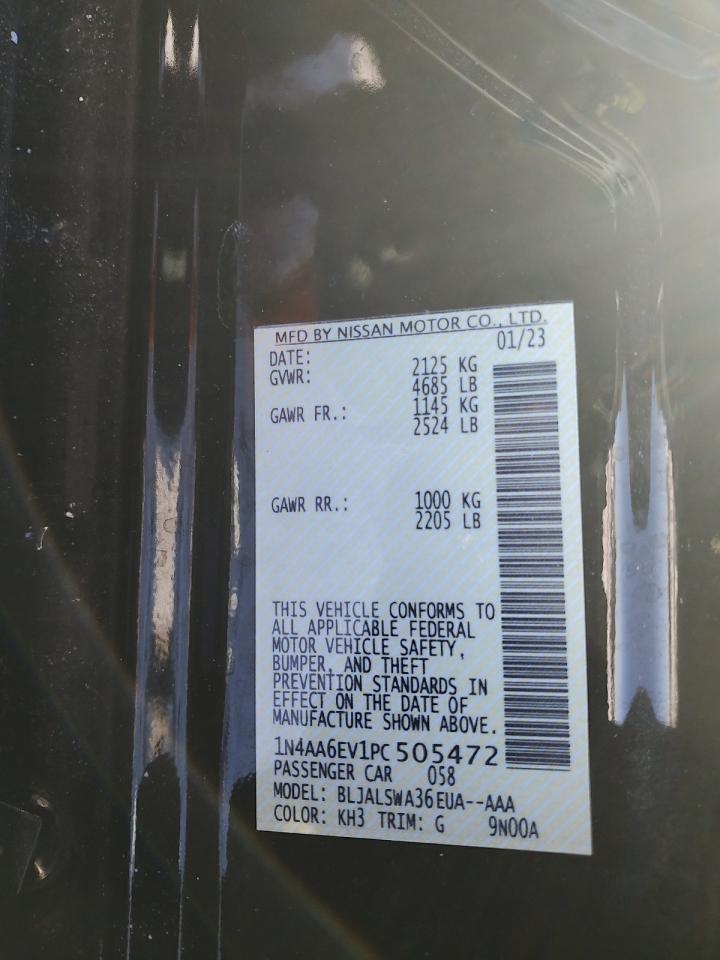 MFD BY NISSAN MOTOR CO., LTD.
DATE: 01/23
GVWR: 2125 KG
4685 LB
GAWR FR.: 1145 KG
2524 LB
GAWR RR.: 1000 KG
2205 LB
THIS VEHICLE CONFORMS TO
ALL APPLICABLE FEDERAL
MOTOR VEHICLE SAFETY,
BUMPER, AND THEFT
PREVENTION STANDARDS IN
EFFECT ON THE DATE OF
MANUFACTURE SHOWN ABOVE.
1N4AA6EV1PC505472
PASSENGER CAR 058
MODEL: BLJALSWA36EUA--AAA
COLOR: KH3 TRIM: G 9N00A